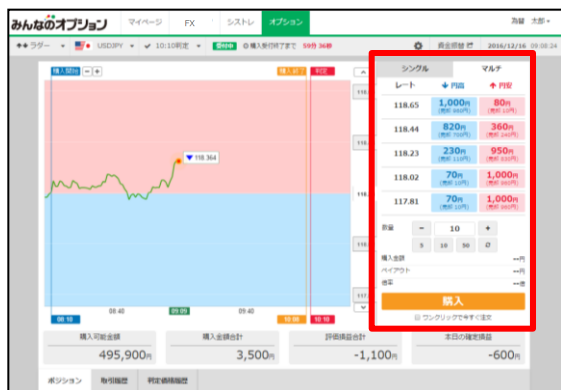 みんなのオプション マイページ FX シストレ オプション 為替 太郎
ラダー USDJPY 10:10判定 受付中 購入受付終了まで 59分 36秒 資金振替 2016/12/16 09:08:24
購入開始 購入終了 判定
シングル マルチ
レート 円高 円安
118.65 1,000円 80円
118.44 820円 360円
118.23 230円 950円
118.02 70円 1,000円
117.81 70円 1,000円
118.364
数量 10
5 10 50
購入金額 --円
ペイアウト --円
倍率 --倍
購入
ワンクリックで今すぐ注文
08:40 09:09 09:40
08:10 10:08 10:10
購入可能金額 購入金額合計 評価損益合計 本日の確定損益
495,900円 3,500円 -1,100円 -600円
ポジション 取引履歴 判定価格履歴